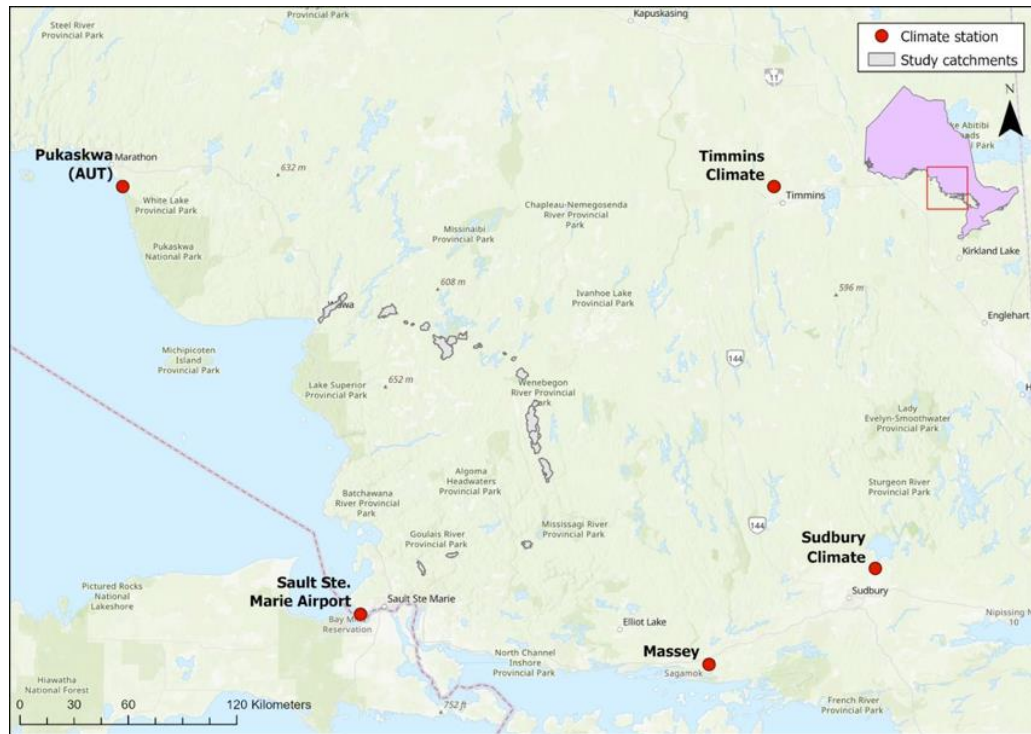 Steel River
Provincial Park
Kapuskasing
Climate station
Study catchments
11
N
Abitibi
Park
Pukaskwa
(AUT)
Marathon
632 m
White Lake
Provincial Park
Timmins
Climate
Timmins
Chapleau-Nemegosenda
River Provincial
Park
Missinaibi
Provincial Park
Pukaskwa
National Park
Kirkland Lake
608 m
Ivanhoe Lake
Provincial Park
596 m
Wawa
Englehart
Michipicoten
Island
Provincial Park
144
Lake Superior
Provincial Park
652 m
Wenebegon
River Provincial
Park
Lady
Evelyn-Smoothwater
Provincial Park
Algoma
Headwaters
Provincial Park
Sturgeon River
Provincial Park
Batchawana
River Provincial
Park
Goulais River
Provincial Park
Mississagi River
Provincial Park
144
Sudbury
Climate
Sudbury
Pictured Rocks
National
Lakeshore
Sault Ste.
Marie Airport
Sault Ste Marie
Bay
Reservation
Elliot Lake
Nipissing
10
Massey
Sagamok
North Channel
Inshore
Provincial Park
Hiawatha
National Forest
French River
Provincial Park
752 ft
0 20 40 80 120 Kilometers